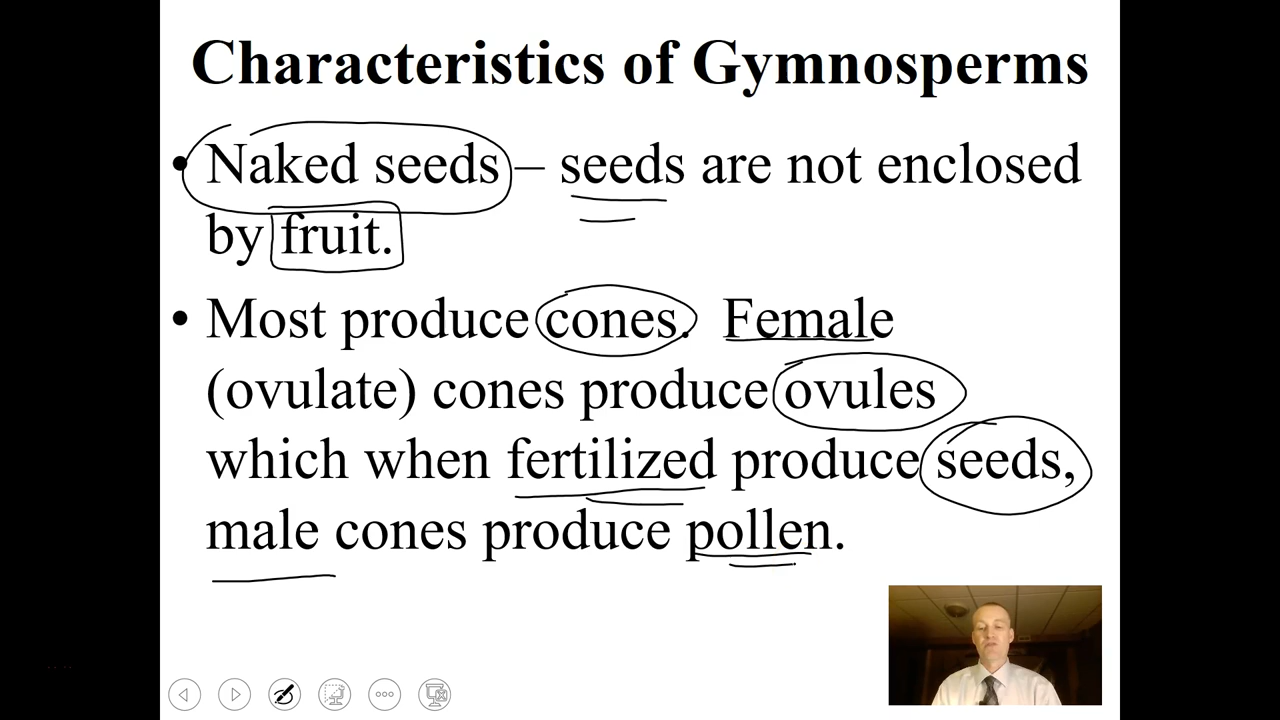 Characteristics of Gymnosperms
• Naked seeds – seeds are not enclosed
by fruit.
• Most produce cones. Female
(ovulate) cones produce ovules
which when fertilized produce seeds,
male cones produce pollen.